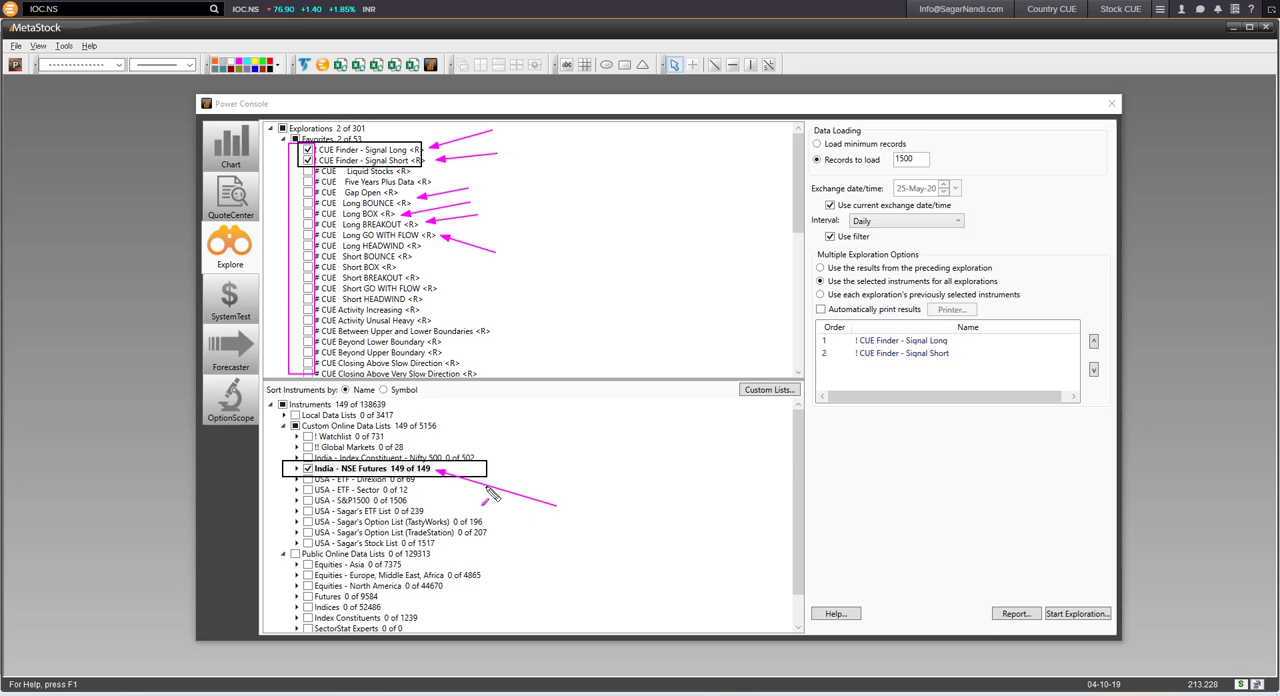 IOC.NS
IOC.NS 76.90 +1.40 +1.85% INR
Info@SagarNandi.com
Country CUE
Stock CUE
MetaStock
File View Tools Help
Power Console
Chart
QuoteCenter
Explore
SystemTest
Forecaster
OptionScope
Explorations 2 of 301
Favorites 2 of 53
! CUE Finder - Signal Long <R>
! CUE Finder - Signal Short <R>
# CUE Liquid Stocks <R>
# CUE Five Years Plus Data <R>
# CUE Gap Open <R>
# CUE Long BOUNCE <R>
# CUE Long BOX <R>
# CUE Long BREAKOUT <R>
# CUE Long GO WITH FLOW <R>
# CUE Long HEADWIND <R>
# CUE Short BOUNCE <R>
# CUE Short BOX <R>
# CUE Short BREAKOUT <R>
# CUE Short GO WITH FLOW <R>
# CUE Short HEADWIND <R>
# CUE Activity Increasing <R>
# CUE Activity Unusal Heavy <R>
# CUE Between Upper and Lower Boundaries <R>
# CUE Beyond Lower Boundary <R>
# CUE Beyond Upper Boundary <R>
# CUE Closing Above Slow Direction <R>
# CUE Closing Above Very Slow Direction <R>
Sort Instruments by: Name Symbol
Custom Lists...
Instruments 149 of 138639
Local Data Lists 0 of 3417
Custom Online Data Lists 149 of 5156
! Watchlist 0 of 731
!! Global Markets 0 of 28
India - Index Constituent - Nifty 500 0 of 502
India - NSE Futures 149 of 149
USA - ETF - Direxion 0 of 69
USA - ETF - Sector 0 of 12
USA - S&P1500 0 of 1506
USA - Sagar's ETF List 0 of 239
USA - Sagar's Option List (TastyWorks) 0 of 196
USA - Sagar's Option List (TradeStation) 0 of 207
USA - Sagar's Stock List 0 of 1517
Public Online Data Lists 0 of 129313
Equities - Asia 0 of 7375
Equities - Europe, Middle East, Africa 0 of 4865
Equities - North America 0 of 44670
Futures 0 of 9584
Indices 0 of 52486
Index Constituents 0 of 1239
SectorStat Experts 0 of 0
Data Loading
Load minimum records
Records to load 1500
Exchange date/time: 25-May-20
Use current exchange date/time
Interval: Daily
Use filter
Multiple Exploration Options
Use the results from the preceding exploration
Use the selected instruments for all explorations
Use each exploration's previously selected instruments
Automatically print results Printer...
Order Name
1 ! CUE Finder - Signal Long
2 ! CUE Finder - Signal Short
Help...
Report...
Start Exploration...
For Help, press F1
04-10-19
213.228